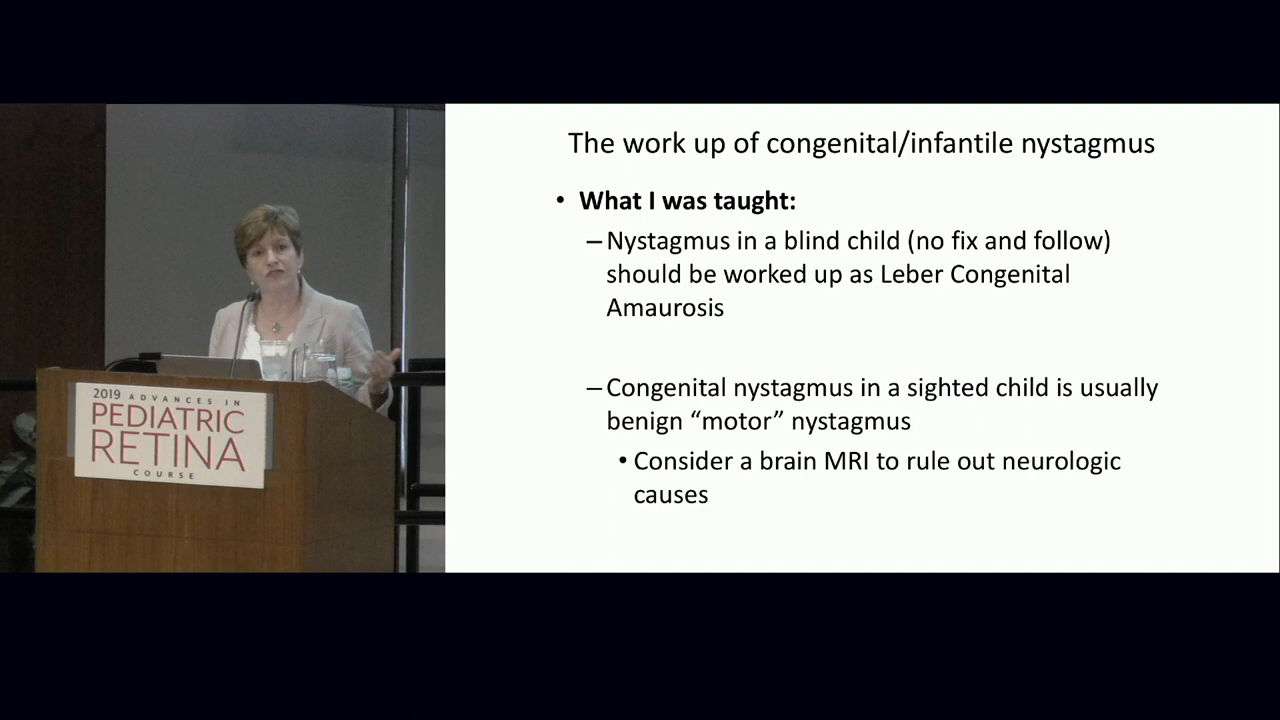 The work up of congenital/infantile nystagmus
• What I was taught:
– Nystagmus in a blind child (no fix and follow)
should be worked up as Leber Congenital
Amaurosis
– Congenital nystagmus in a sighted child is usually
benign “motor” nystagmus
• Consider a brain MRI to rule out neurologic
causes
2019 ADVANCES IN
PEDIATRIC
RETINA
COURSE